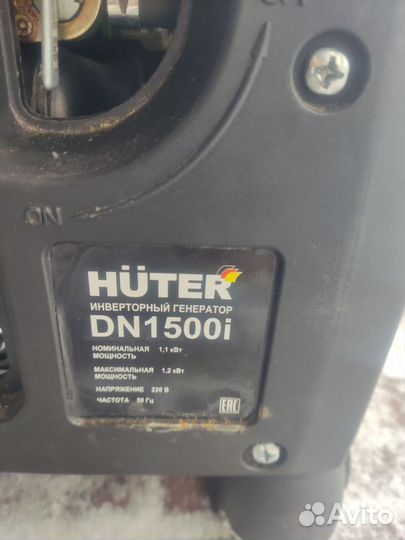 OFF
ON
HÜTER
ИНВЕРТОРНЫЙ ГЕНЕРАТОР
DN1500i
НОМИНАЛЬНАЯ МОЩНОСТЬ 1,1 кВт
МАКСИМАЛЬНАЯ МОЩНОСТЬ 1,2 кВт
НАПРЯЖЕНИЕ 220 В
ЧАСТОТА 50 Гц
EAC
Avito